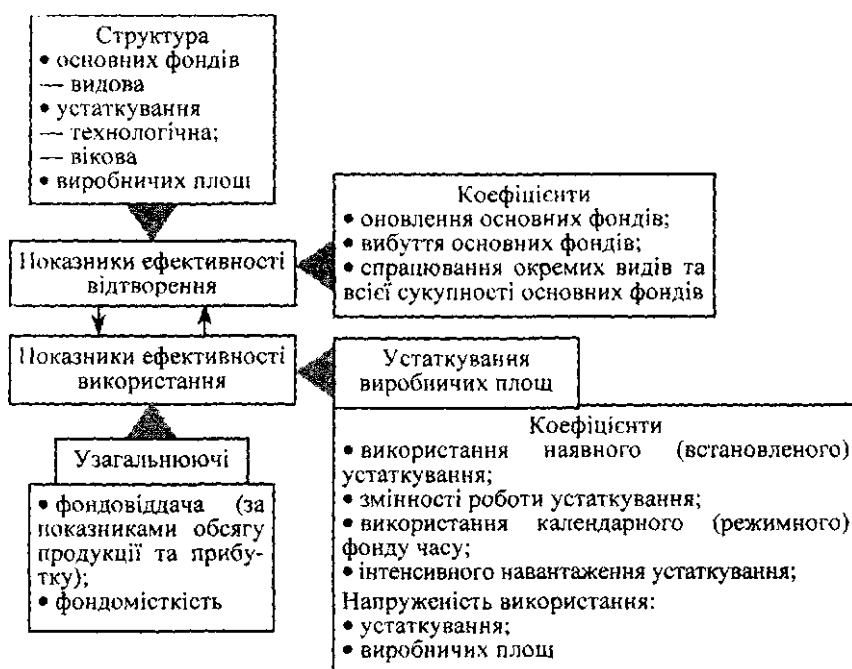 Структура
• основних фондів
— видова
• устаткування
— технологічна;
— вікова
• виробничих площ
Коефіцієнти
• оновлення основних фондів;
• вибуття основних фондів;
• спрацювання окремих видів та
всієї сукупності основних фондів
Показники ефективності
відтворення
Показники ефективності
використання
Устаткування
виробничих площ
Узагальнюючі
• фондовіддача (за
показниками обсягу
продукції та прибу-
тку);
• фондомісткість
Коефіцієнти
• використання наявного (встановленого)
устаткування;
• змінності роботи устаткування;
• використання календарного (режимного)
фонду часу;
• інтенсивного навантаження устаткування;
Напруженість використання:
• устаткування;
• виробничих площ